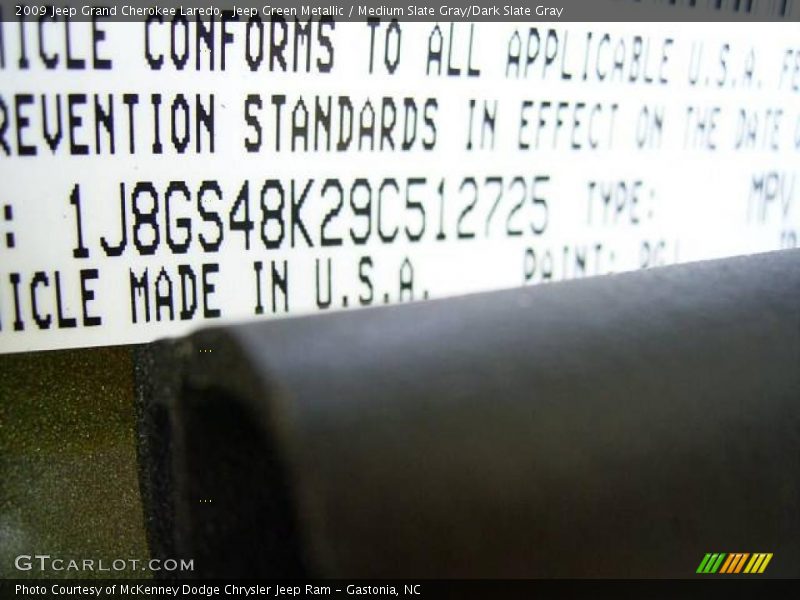 2009 Jeep Grand Cherokee Laredo, Jeep Green Metallic / Medium Slate Gray/Dark Slate Gray
ICLE CONFORMS TO ALL APPLICABLE U.S.A. FE
REVENTION STANDARDS IN EFFECT ON THE DATE
: 1J8GS48K29C512725 TYPE: MPV
ICLE MADE IN U.S.A. PAINT:
GTCARLOT.COM
Photo Courtesy of McKenney Dodge Chrysler Jeep Ram - Gastonia, NC